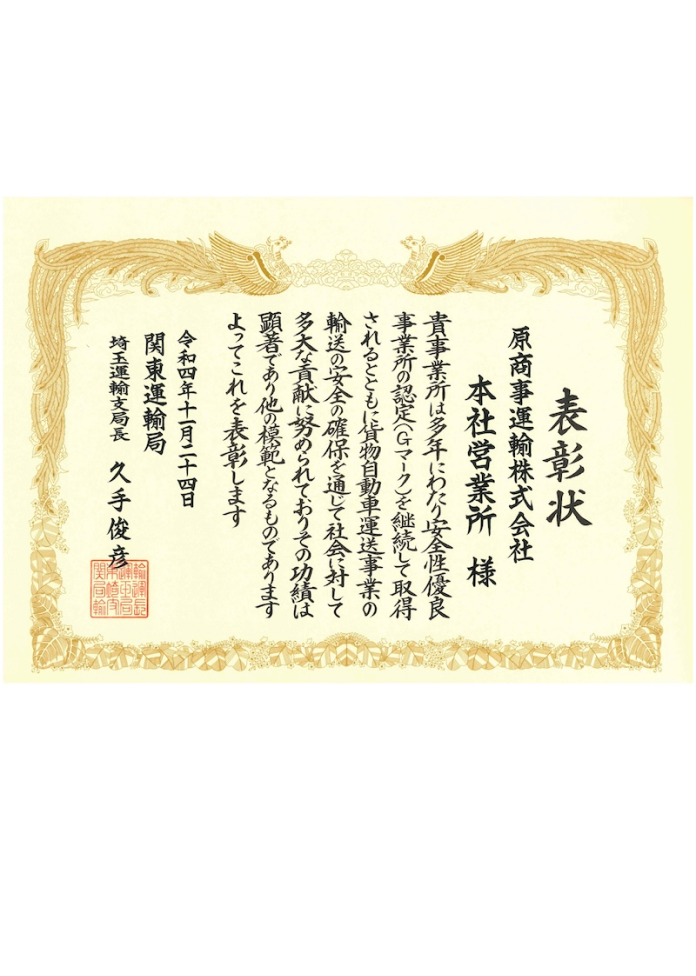 表彰状
原商事運輸株式会社
本社営業所 様
貴事業所は多年にわたり安全性優良
事業所の認定(Gマーク)を継続して取得
されるとともに貨物自動車運送事業の
輸送の安全の確保を通じて社会に対して
多大な貢献に努められておりその功績は
顕著であり他の模範となるものであります
よってこれを表彰します
令和四年十一月二十四日
関東運輸局
埼玉運輸支局長 久手俊彦